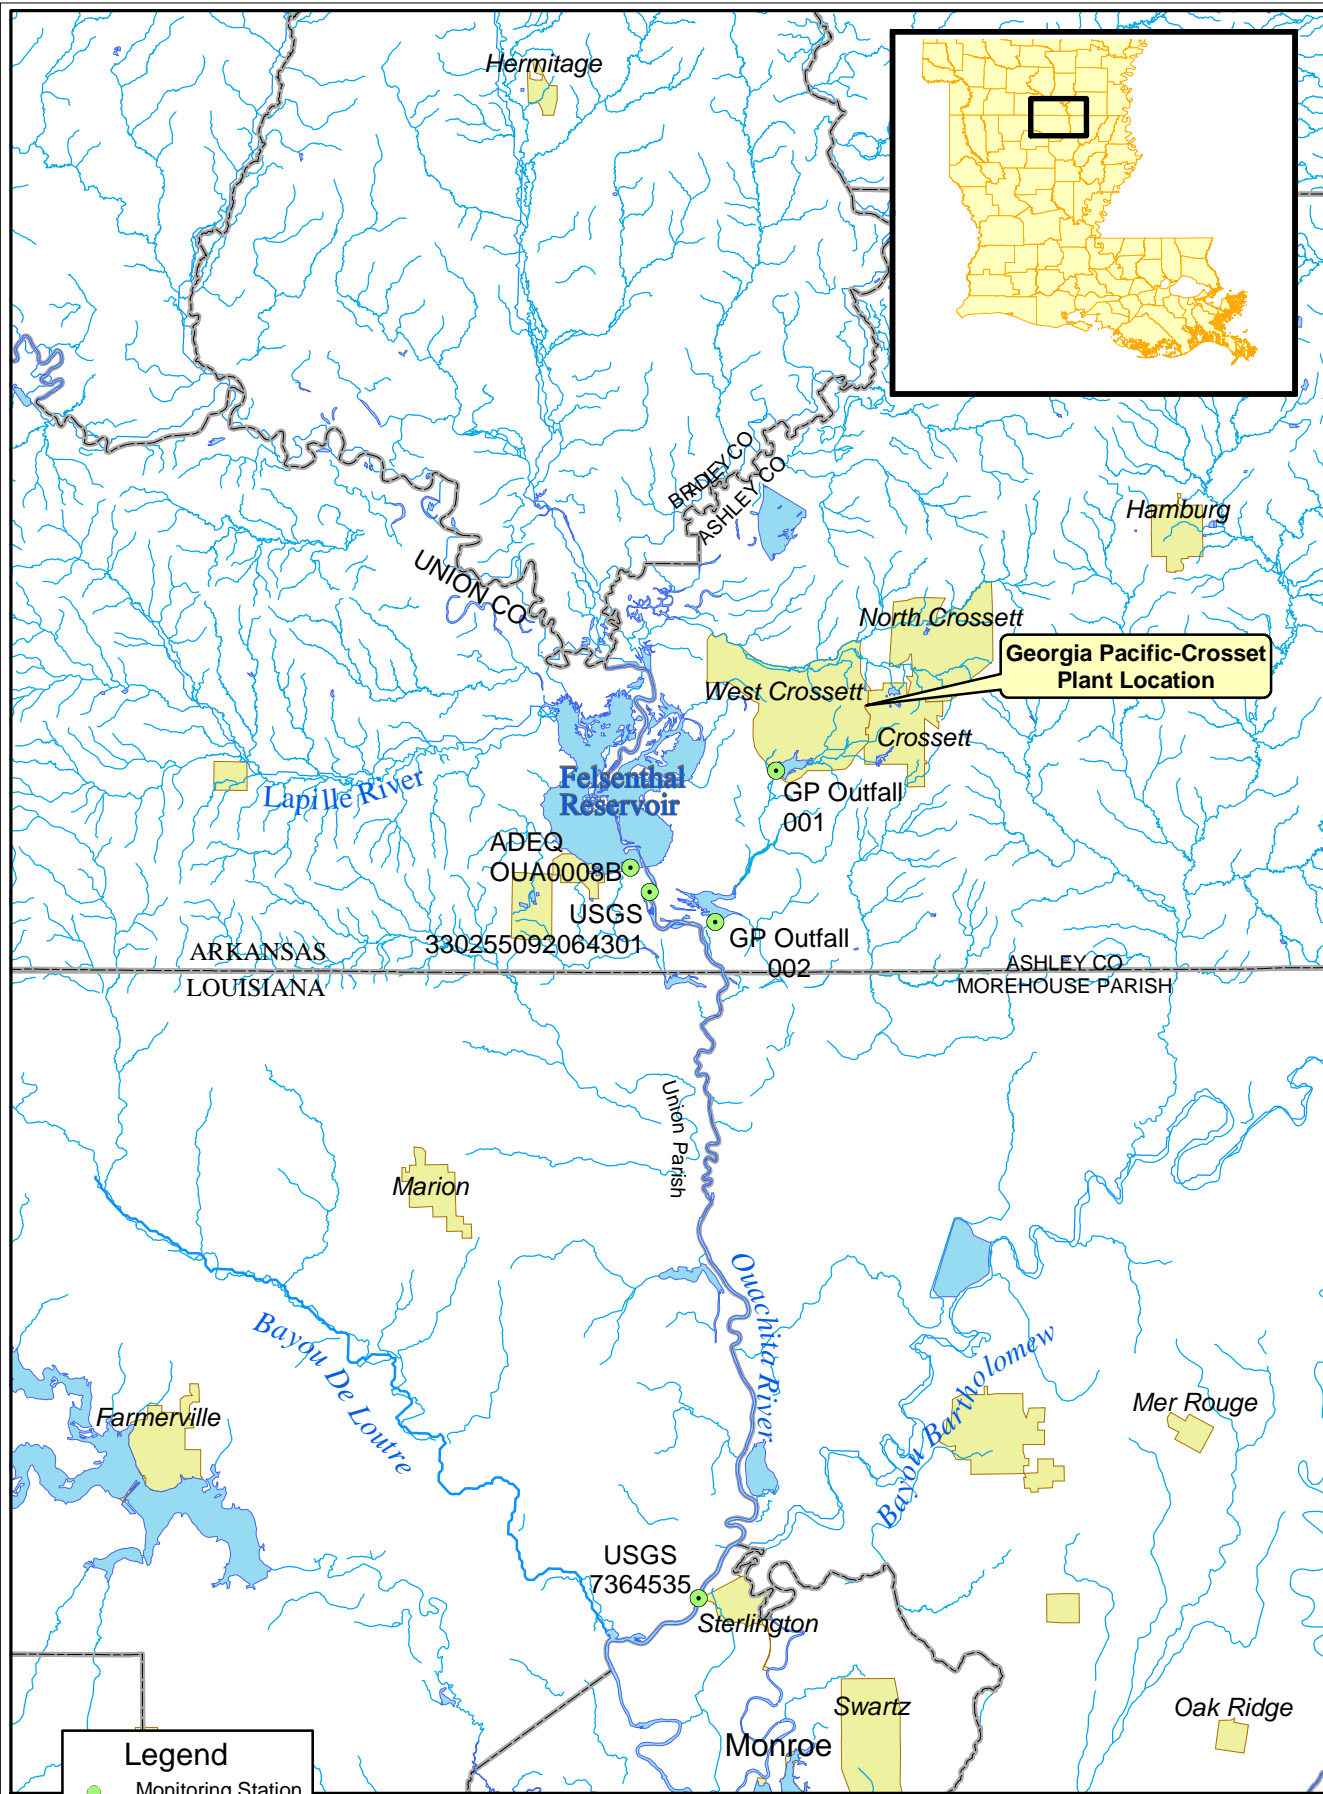 Hermitage
BRADLEY CO
ASHLEY CO
Hamburg
UNION CO
North Crossett
Georgia Pacific-Crosset
Plant Location
West Crossett
Crossett
Lapille River
Felsenthal
Reservoir
GP Outfall
001
ADEQ
OUA0008B
USGS
330255092064301
GP Outfall
002
ARKANSAS
LOUISIANA
ASHLEY CO
MOREHOUSE PARISH
Union Parish
Marion
Ouachita River
Bayou De Loutre
Bayou Bartholomew
Mer Rouge
Farmerville
USGS
7364535
Sterlington
Swartz
Oak Ridge
Monroe
Legend
Monitoring Station